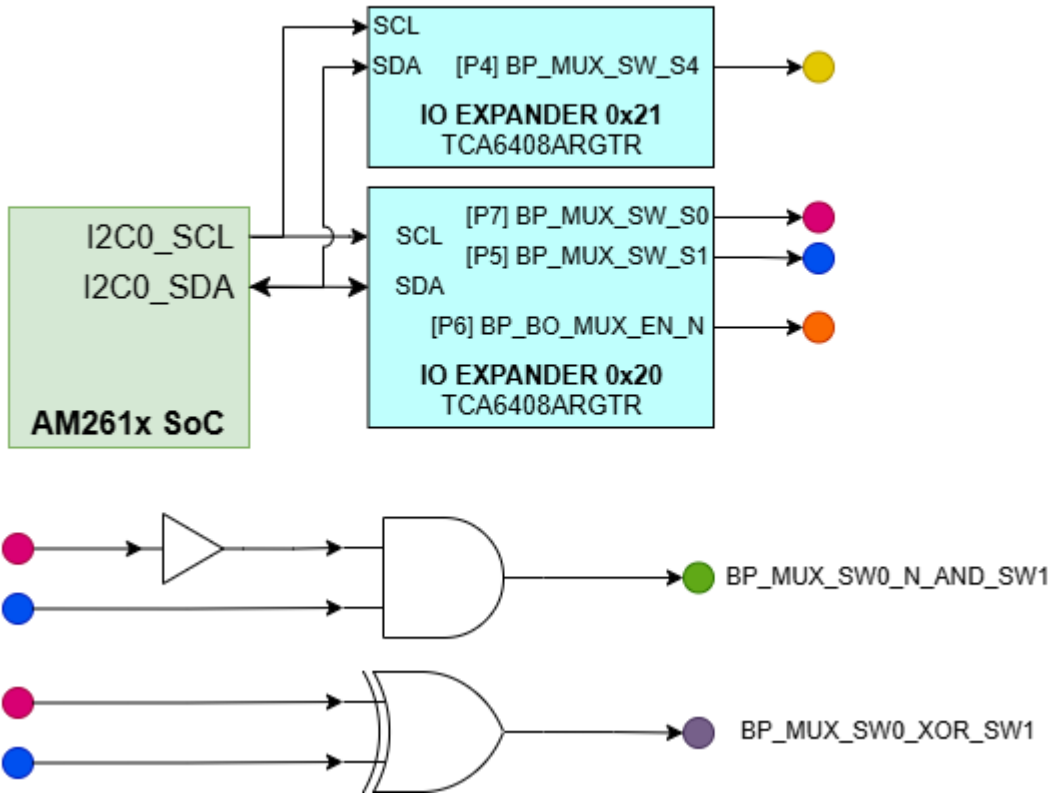 SCL
SDA [P4] BP_MUX_SW_S4
IO EXPANDER 0x21
TCA6408ARGTR
I2C0_SCL
I2C0_SDA
AM261x SoC
[P7] BP_MUX_SW_S0
SCL
[P5] BP_MUX_SW_S1
SDA
[P6] BP_BO_MUX_EN_N
IO EXPANDER 0x20
TCA6408ARGTR
BP_MUX_SW0_N_AND_SW1
BP_MUX_SW0_XOR_SW1